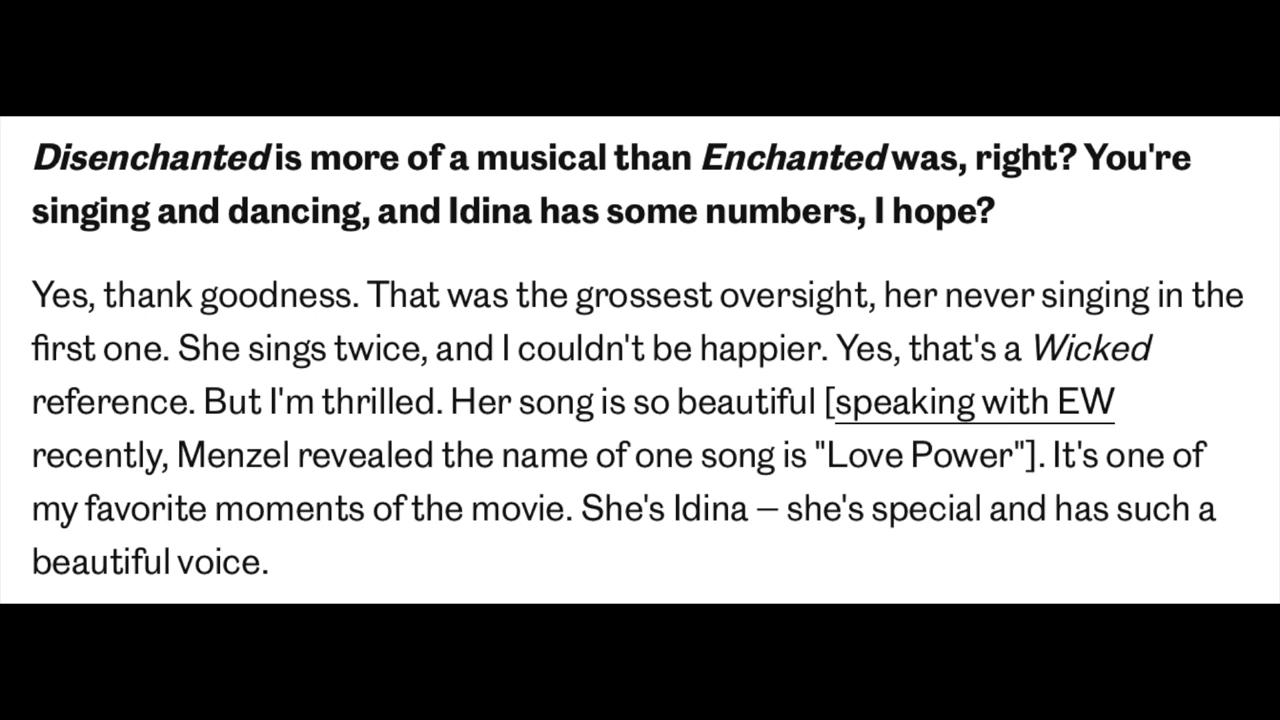 Disenchanted is more of a musical than Enchanted was, right? You're
singing and dancing, and Idina has some numbers, I hope?
Yes, thank goodness. That was the grossest oversight, her never singing in the
first one. She sings twice, and I couldn't be happier. Yes, that's a Wicked
reference. But I'm thrilled. Her song is so beautiful [speaking with EW
recently, Menzel revealed the name of one song is "Love Power"]. It's one of
my favorite moments of the movie. She's Idina – she's special and has such a
beautiful voice.